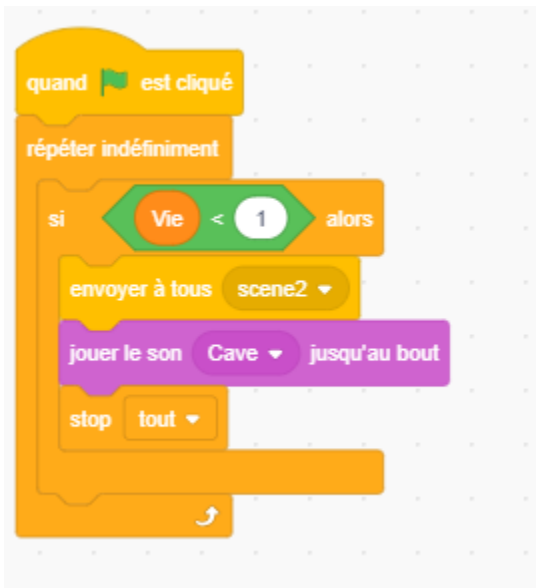 quand est cliqué
répéter indéfiniment
si Vie < 1 alors
envoyer à tous scene2
jouer le son Cave jusqu'au bout
stop tout